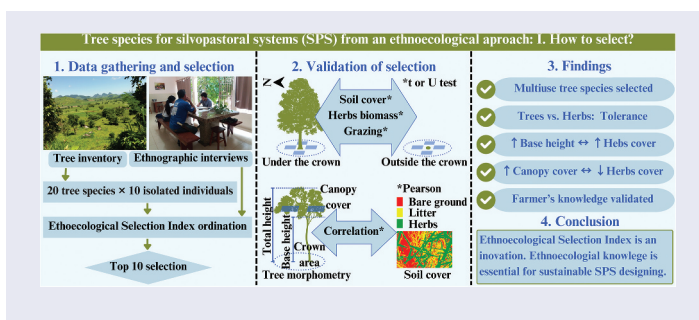 Tree species for silvopastoral systems (SPS) from an ethnoecological aproach: I. How to select?
1. Data gathering and selection
Tree inventory
Ethnographic interviews
20 tree species × 10 isolated individuals
Ethoecological Selection Index ordination
Top 10 selection
2. Validation of selection
N
*t or U test
Soil cover*
Herbs biomass*
Grazing*
Under the crown
Outside the crown
Canopy
cover
Total height
Base height
Crown
area
Tree morphometry
Correlation*
*Pearson
Bare ground
Litter
Herbs
Soil cover
3. Findings
Multiuse tree species selected
Trees vs. Herbs: Tolerance
↑ Base height ↔ ↑ Hebs cover
↑ Canopy cover ↔ ↓ Herbs cover
Farmer's knowledge validated
4. Conclusion
Ethnoecological Selection Index is an
inovation. Ethnoecologial knowlege is
essential for sustainable SPS designing.